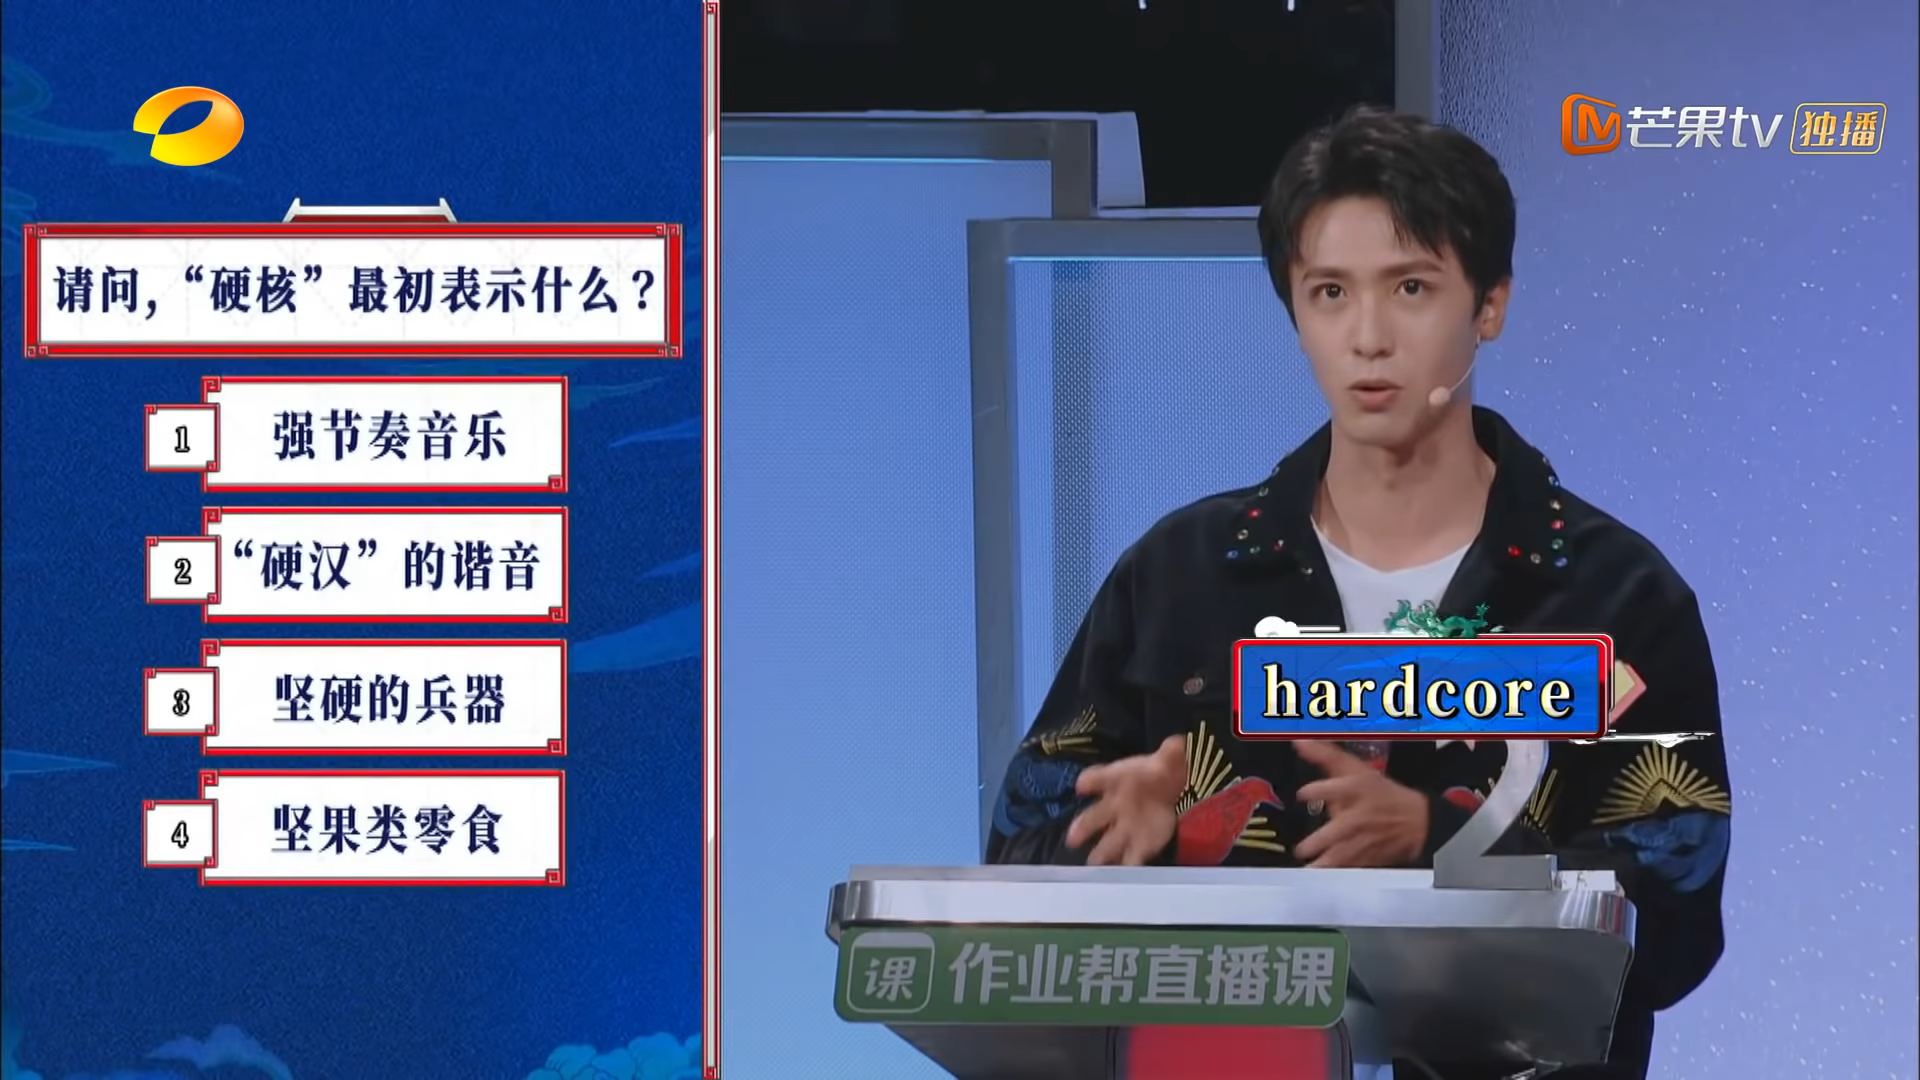 芒果tv 独播
请问，“硬核”最初表示什么？
1 强节奏音乐
2 “硬汉”的谐音
3 坚硬的兵器
4 坚果类零食
hardcore
2
课 作业帮直播课